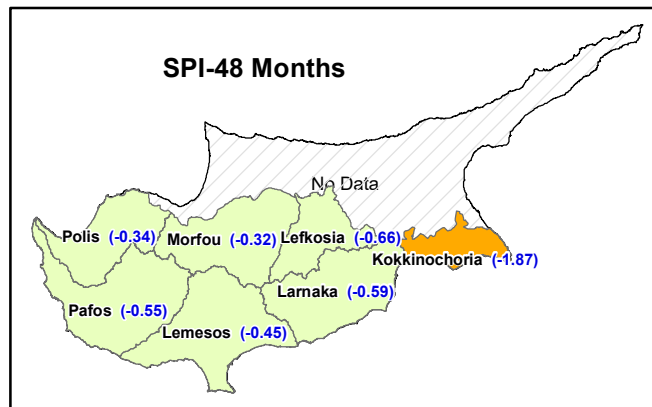 SPI-48 Months
No Data
Polis (-0.34)
Morfou (-0.32)
Lefkosia (-0.66)
Kokkinochoria (-1.87)
Larnaka (-0.59)
Pafos (-0.55)
Lemesos (-0.45)